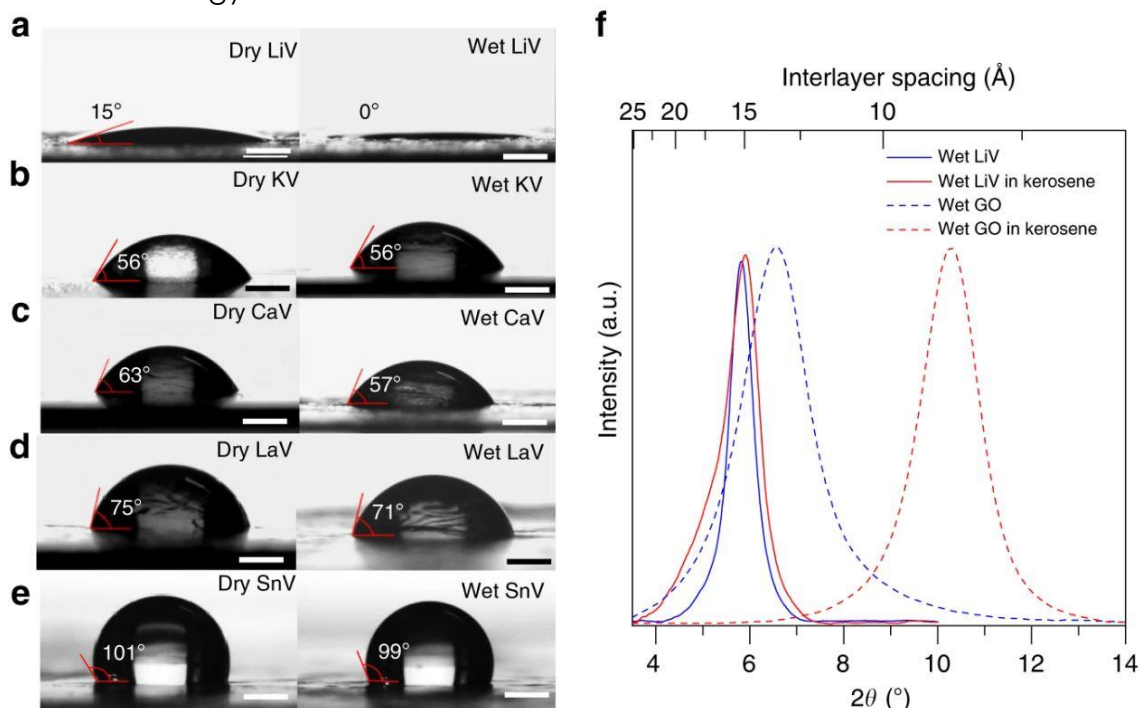 a
Dry LiV
15°
Wet LiV
0°
b
Dry KV
56°
Wet KV
56°
c
Dry CaV
63°
Wet CaV
57°
d
Dry LaV
75°
Wet LaV
71°
e
Dry SnV
101°
Wet SnV
99°
f
Interlayer spacing (Å)
25 20 15 10
Wet LiV
Wet LiV in kerosene
Wet GO
Wet GO in kerosene
Intensity (a.u.)
4 6 8 10 12 14
2θ (°)